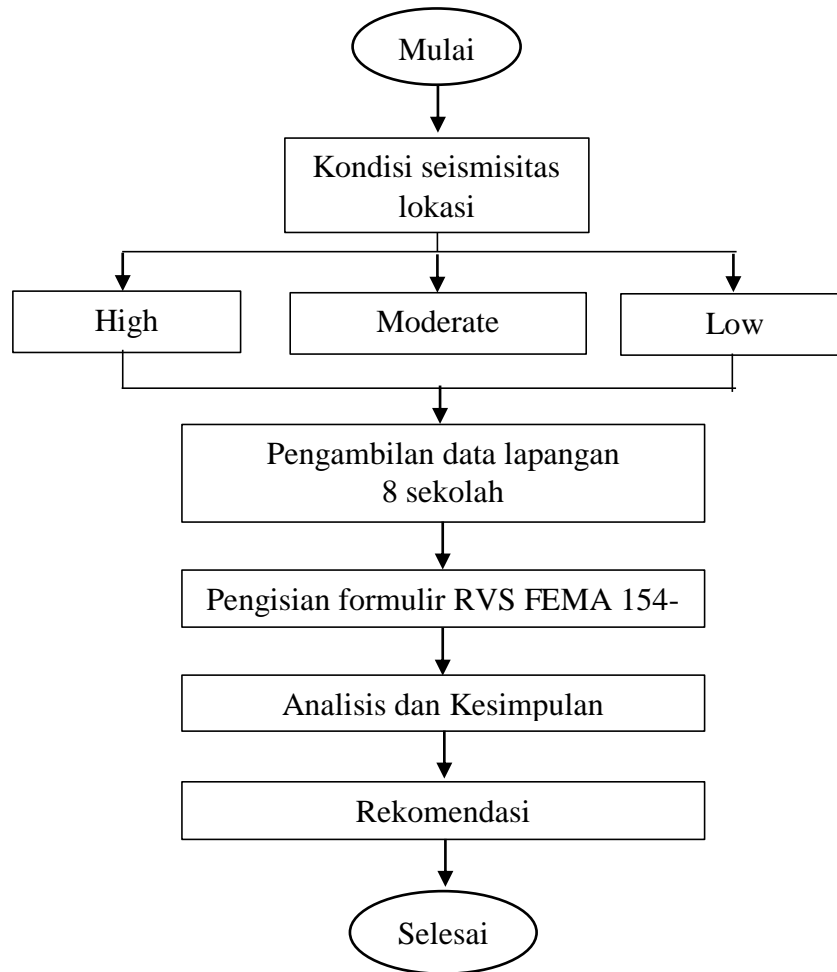 Mulai
Kondisi seismisitas
lokasi
High
Moderate
Low
Pengambilan data lapangan
8 sekolah
Pengisian formulir RVS FEMA 154-
Analisis dan Kesimpulan
Rekomendasi
Selesai